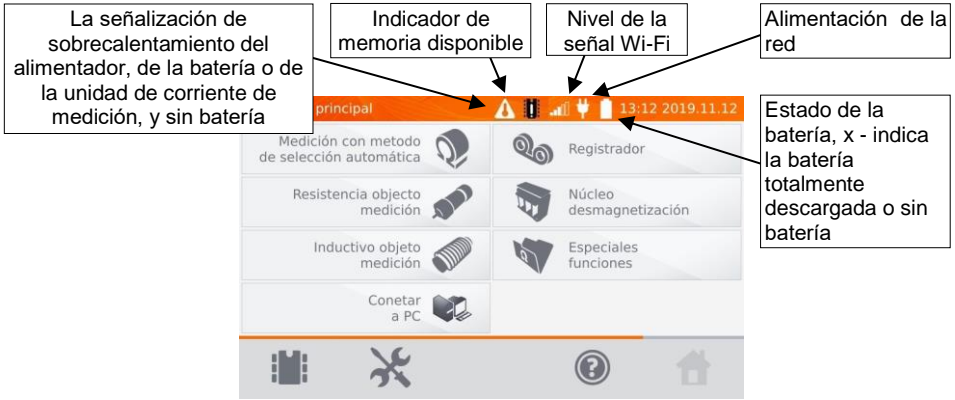 La señalización de
sobrecalentamiento del
alimentador, de la batería o de
la unidad de corriente de
medición, y sin batería
Indicador de
memoria disponible
Nivel de la
señal Wi-Fi
Alimentación de la
red
Estado de la
batería, x - indica
la batería
totalmente
descargada o sin
batería
principal
13:12 2019.11.12
Medición con metodo
de selección automática
Registrador
Resistencia objecto
medición
Núcleo
desmagnetización
Inductivo objeto
medición
Especiales
funciones
Conetar
a PC